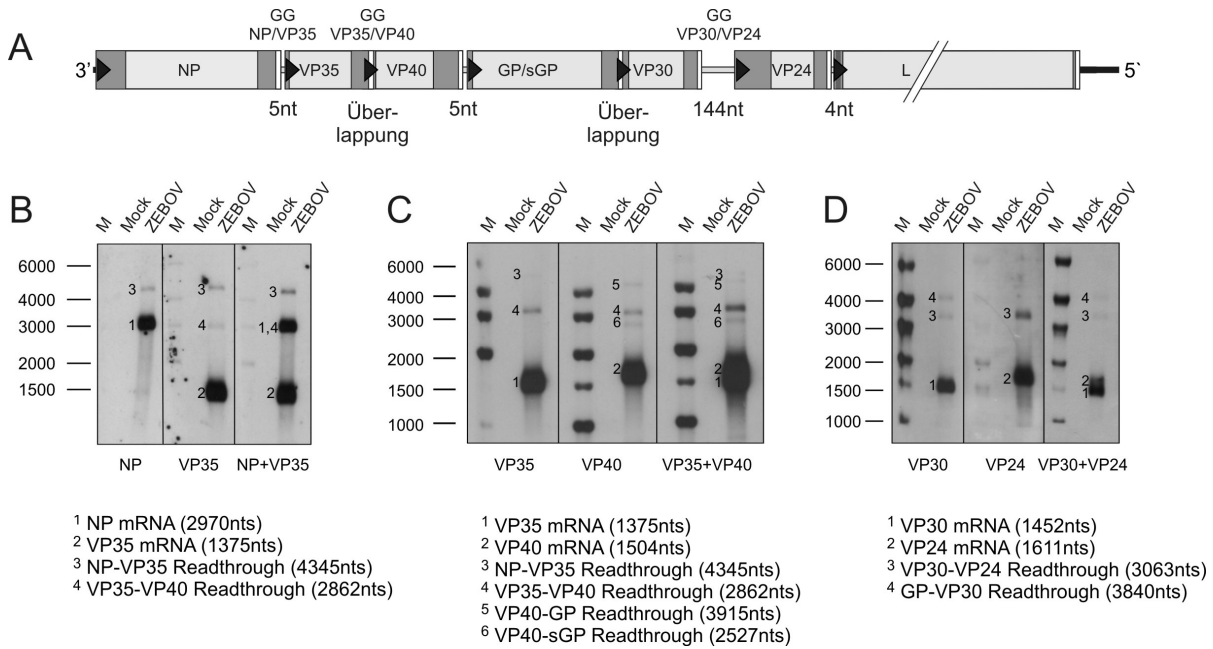 A
GG
NP/VP35
GG
VP35/VP40
GG
VP30/VP24
3’
NP
VP35
VP40
GP/sGP
VP30
VP24
L
5‵
5nt
Über-
lappung
5nt
Über-
lappung
144nt
4nt
B
M
Mock
ZEBOV
M
Mock
ZEBOV
M
Mock
ZEBOV
6000
4000
3000
2000
1500
3
1
3
4
2
3
1,4
2
NP
VP35
NP+VP35
1 NP mRNA (2970nts)
2 VP35 mRNA (1375nts)
3 NP-VP35 Readthrough (4345nts)
4 VP35-VP40 Readthrough (2862nts)
C
M
Mock
ZEBOV
M
Mock
ZEBOV
M
Mock
ZEBOV
6000
4000
3000
2000
1500
1000
3
4
1
5
4
6
2
3
5
4
6
2
1
VP35
VP40
VP35+VP40
1 VP35 mRNA (1375nts)
2 VP40 mRNA (1504nts)
3 NP-VP35 Readthrough (4345nts)
4 VP35-VP40 Readthrough (2862nts)
5 VP40-GP Readthrough (3915nts)
6 VP40-sGP Readthrough (2527nts)
D
M
Mock
ZEBOV
M
Mock
ZEBOV
M
Mock
ZEBOV
6000
4000
3000
2000
1500
1000
4
3
1
3
2
4
3
2
1
VP30
VP24
VP30+VP24
1 VP30 mRNA (1452nts)
2 VP24 mRNA (1611nts)
3 VP30-VP24 Readthrough (3063nts)
4 GP-VP30 Readthrough (3840nts)